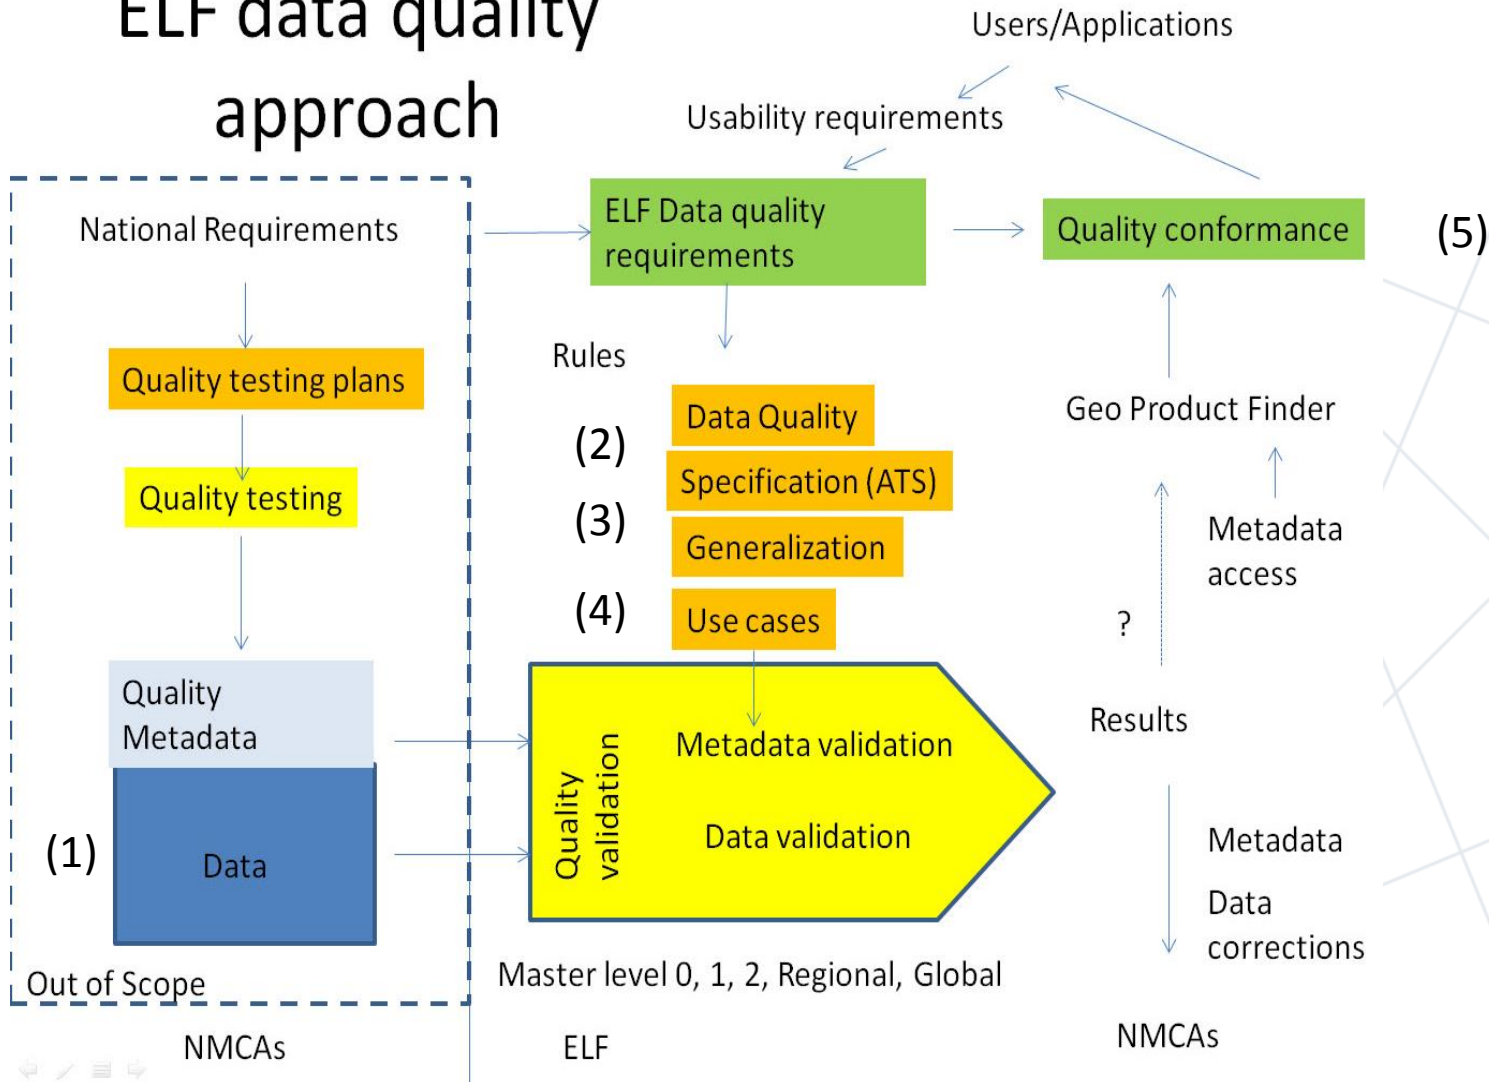 ELF data quality
approach
Users/Applications
Usability requirements
National Requirements
ELF Data quality
requirements
Quality conformance
(5)
Quality testing plans
Quality testing
Rules
Data Quality
(2)
Specification (ATS)
(3)
Generalization
(4)
Use cases
Geo Product Finder
Metadata
access
?
Results
Quality
Metadata
(1)
Data
Quality
validation
Metadata validation
Data validation
Metadata
Data
corrections
Out of Scope
Master level 0, 1, 2, Regional, Global
NMCAs
ELF
NMCAs